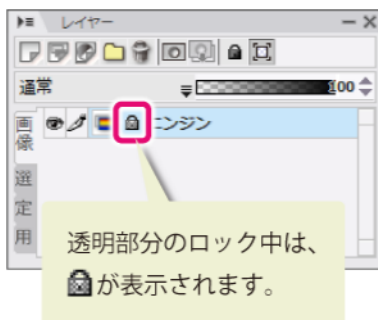 レイヤー
通常
100
画像
ニンジン
選
定
用
透明部分のロック中は、
が表示されます。